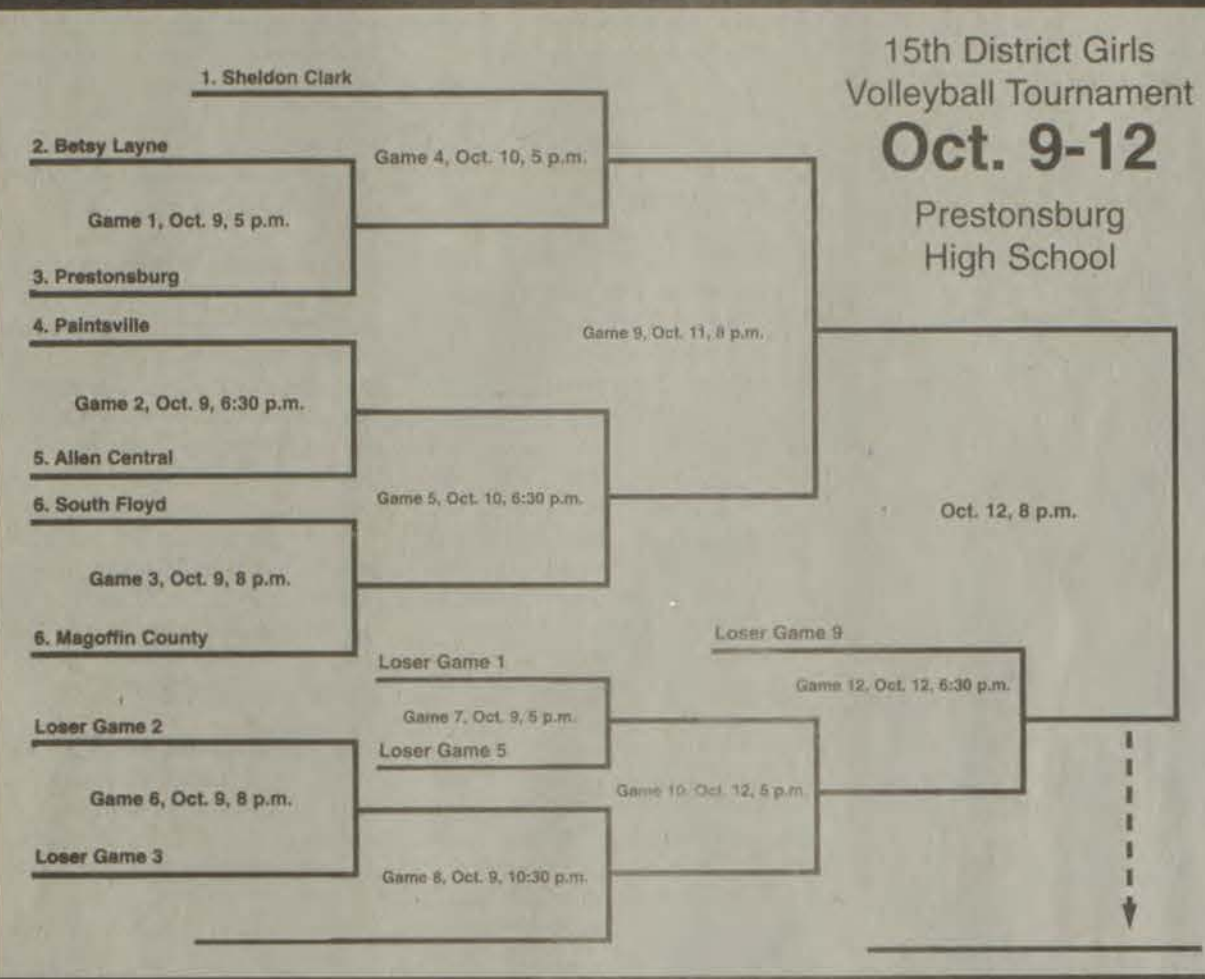 15th District Girls
Volleyball Tournament
Oct. 9-12
Prestonsburg
High School
1. Sheldon Clark
2. Betsy Layne
Game 4, Oct. 10, 5 p.m.
Game 1, Oct. 9, 5 p.m.
3. Prestonsburg
4. Paintsville
Game 9, Oct. 11, 8 p.m.
Game 2, Oct. 9, 6:30 p.m.
5. Allen Central
6. South Floyd
Game 5, Oct. 10, 6:30 p.m.
Oct. 12, 8 p.m.
Game 3, Oct. 9, 8 p.m.
6. Magoffin County
Loser Game 9
Loser Game 1
Game 12, Oct. 12, 6:30 p.m.
Loser Game 2
Game 7, Oct. 9, 5 p.m.
Loser Game 5
Game 6, Oct. 9, 8 p.m.
Game 10, Oct. 12, 5 p.m.
Loser Game 3
Game 8, Oct. 9, 10:30 p.m.